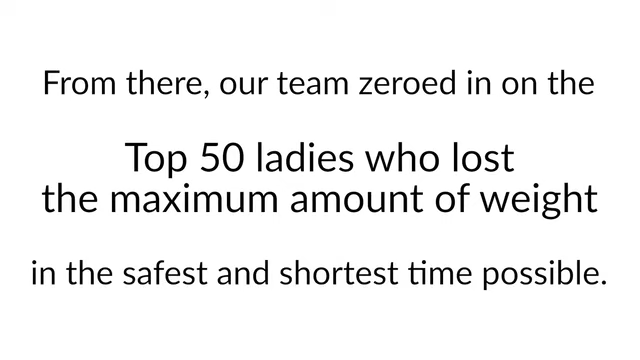 From there, our team zeroed in on the
Top 50 ladies who lost
the maximum amount of weight
in the safest and shortest time possible.